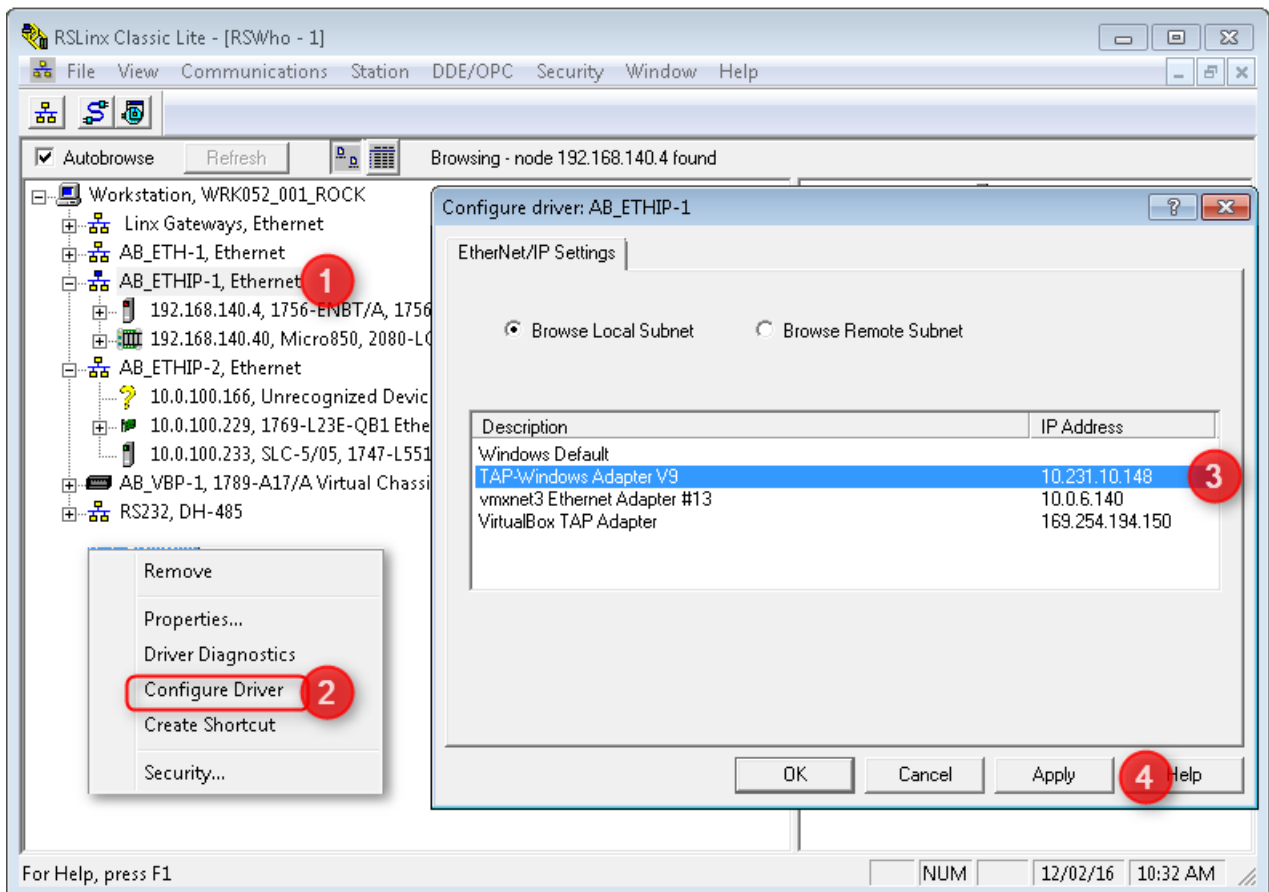 RSLinx Classic Lite - [RSWho - 1]
File View Communications Station DDE/OPC Security Window Help
Autobrowse Refresh Browsing - node 192.168.140.4 found
Workstation, WRK052_001_ROCK
Linx Gateways, Ethernet
AB_ETH-1, Ethernet
AB_ETHIP-1, Ethernet 1
192.168.140.4, 1756-ENBT/A, 1756
192.168.140.40, Micro850, 2080-LC
AB_ETHIP-2, Ethernet
10.0.100.166, Unrecognized Devic
10.0.100.229, 1769-L23E-QB1 Ethe
10.0.100.233, SLC-5/05, 1747-L551
AB_VBP-1, 1789-A17/A Virtual Chassi
RS232, DH-485
Remove
Properties...
Driver Diagnostics
Configure Driver 2
Create Shortcut
Security...
Configure driver: AB_ETHIP-1
EtherNet/IP Settings
Browse Local Subnet Browse Remote Subnet
Description IP Address
Windows Default
TAP-Windows Adapter V9 10.231.10.148 3
vmxnet3 Ethernet Adapter #13 10.0.6.140
VirtualBox TAP Adapter 169.254.194.150
OK Cancel Apply 4 Help
For Help, press F1 NUM 12/02/16 10:32 AM